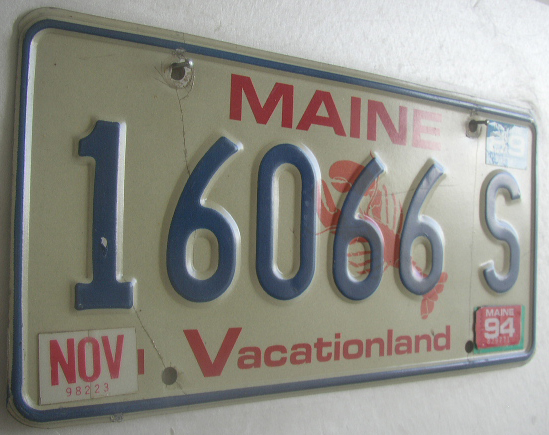 MAINE
16066 S
NOV
98223
Vacationland
MAINE
94